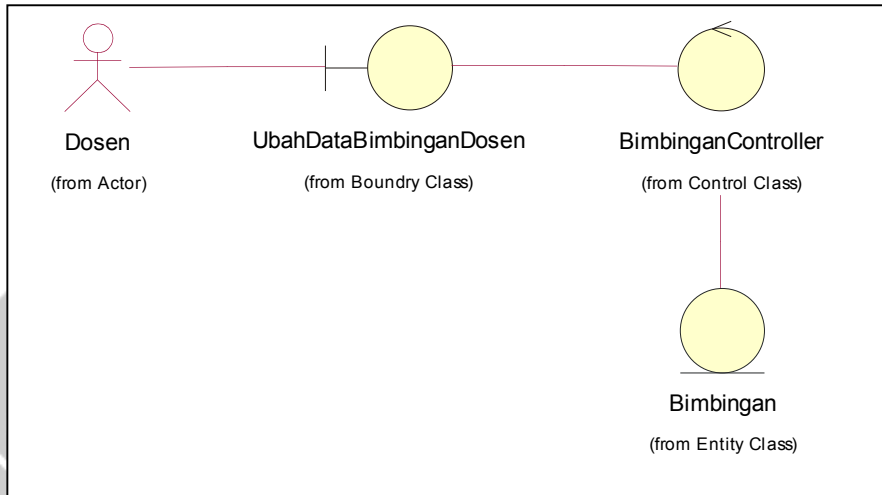 Dosen
(from Actor)
UbahDataBimbinganDosen
(from Boundry Class)
BimbinganController
(from Control Class)
Bimbingan
(from Entity Class)